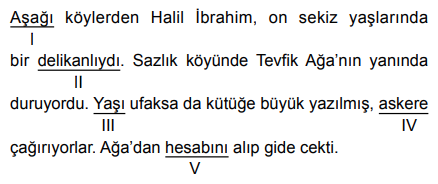 Aşağı köylerden Halil İbrahim, on sekiz yaşlarında
I
bir delikanlıydı. Sazlık köyünde Tevfik Ağa’nın yanında
II
duruyordu. Yaşı ufaksa da kütüğe büyük yazılmış, askere
III IV
çağırıyorlar. Ağa’dan hesabını alıp gide cekti.
V